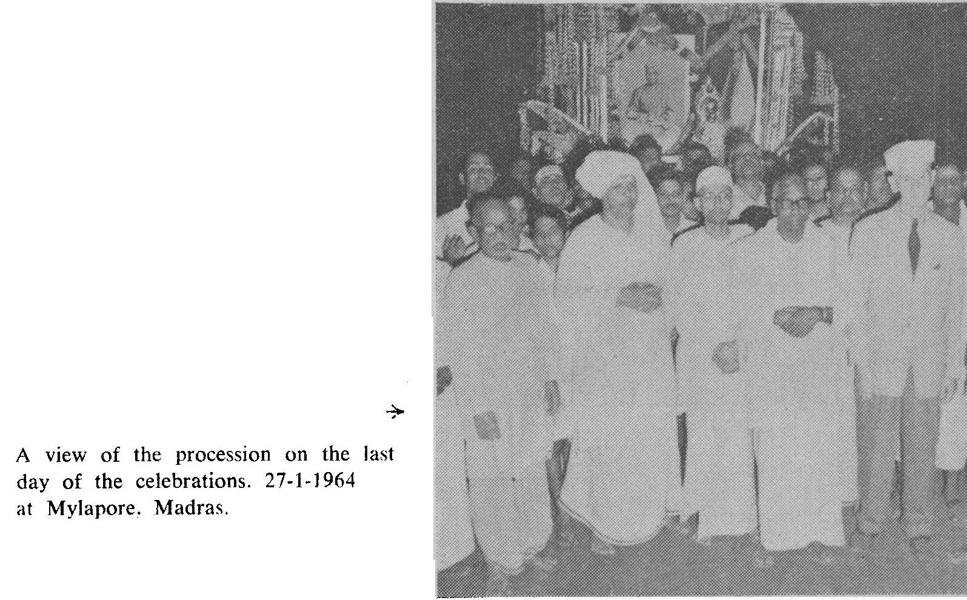 A view of the procession on the last
day of the celebrations. 27-1-1964
at Mylapore. Madras.